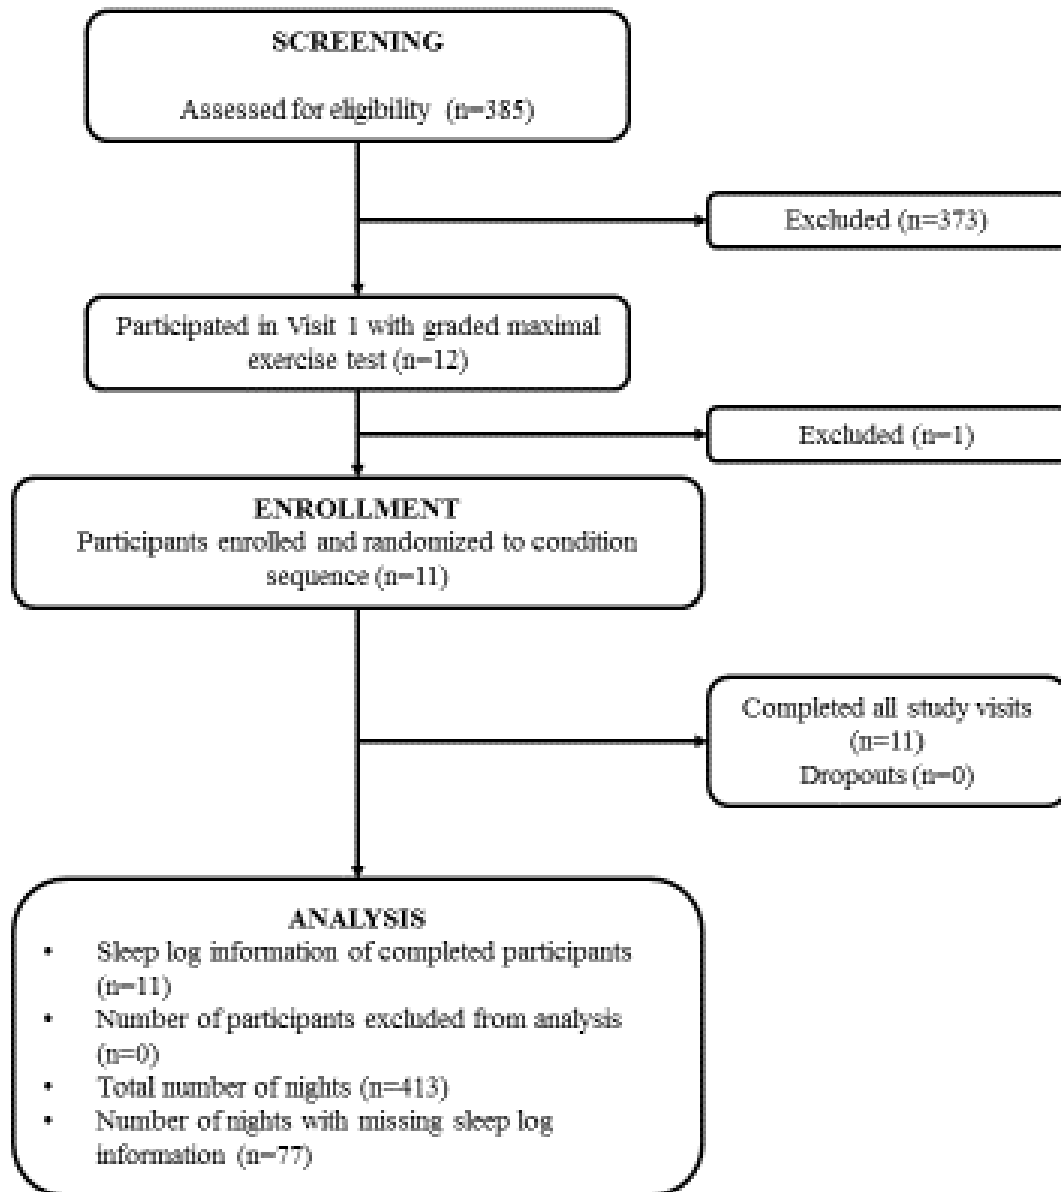 SCREENING
Assessed for eligibility (n=385)
Excluded (n=373)
Participated in Visit 1 with graded maximal
exercise test (n=12)
Excluded (n=1)
ENROLLMENT
Participants enrolled and randomized to condition
sequence (n=11)
Completed all study visits
(n=11)
Dropouts (n=0)
ANALYSIS
• Sleep log information of completed participants
(n=11)
• Number of participants excluded from analysis
(n=0)
• Total number of nights (n=413)
• Number of nights with missing sleep log
information (n=77)